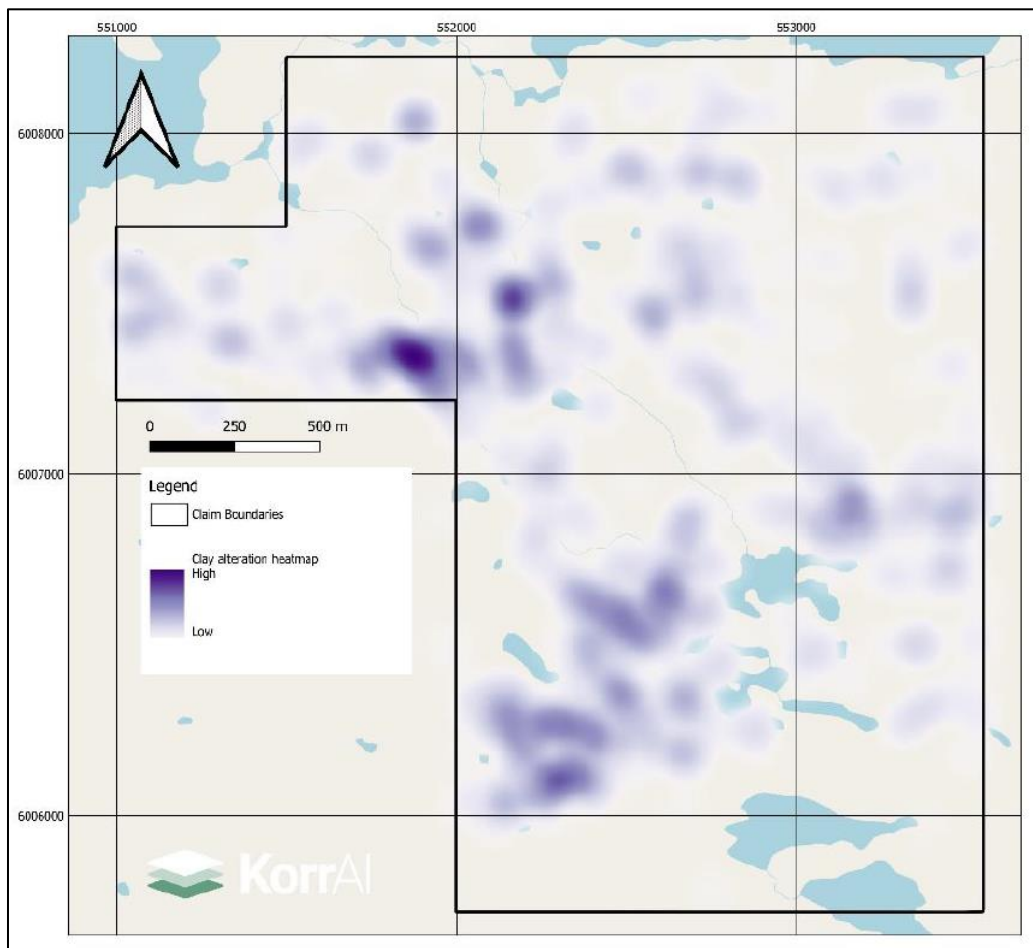 551000 552000 553000
6008000
6007000
6006000
0 250 500 m
Legend
Claim Boundaries
Clay alteration heatmap
High
Low
KorrAI